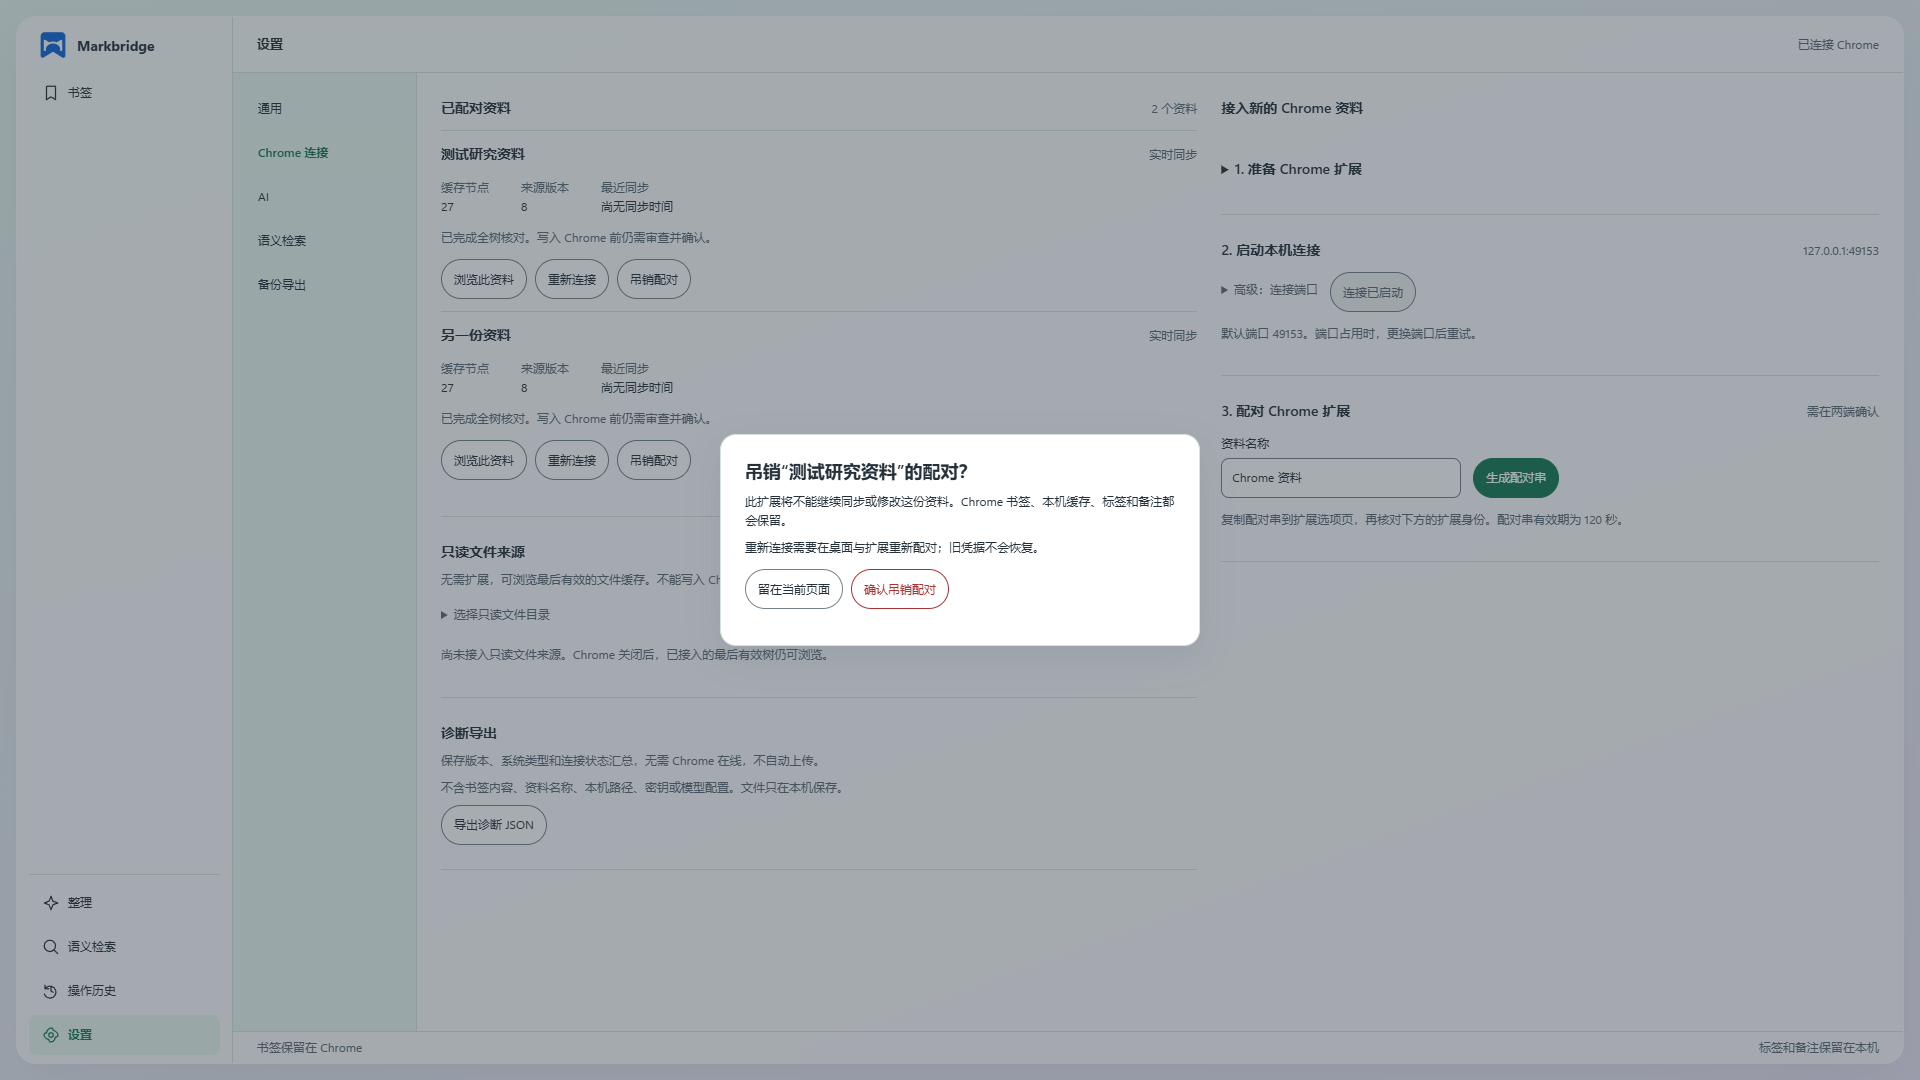 Markbridge
书签
整理
语义检索
操作历史
设置
设置
已连接 Chrome
通用
Chrome 连接
AI
语义检索
备份导出
已配对资料
2 个资料
测试研究资料
实时同步
缓存节点 来源版本 最近同步
27 8 尚无同步时间
已完成全树核对。写入 Chrome 前仍需审查并确认。
浏览此资料 重新连接 吊销配对
另一份资料
实时同步
缓存节点 来源版本 最近同步
27 8 尚无同步时间
已完成全树核对。写入 Chrome 前仍需审查并确认。
浏览此资料 重新连接 吊销配对
只读文件来源
无需扩展，可浏览最后有效的文件缓存。不能写入
选择只读文件目录
尚未接入只读文件来源。Chrome 关闭后，已接入的最后有效树仍可浏览。
诊断导出
保存版本、系统类型和连接状态汇总，无需 Chrome 在线，不自动上传。
不含书签内容、资料名称、本机路径、密钥或模型配置。文件只在本机保存。
导出诊断 JSON
接入新的 Chrome 资料
1. 准备 Chrome 扩展
2. 启动本机连接
127.0.0.1:49153
高级：连接端口 连接已启动
默认端口 49153。端口占用时，更换端口后重试。
3. 配对 Chrome 扩展
需在两端确认
资料名称
Chrome 资料 生成配对串
复制配对串到扩展选项页，再核对下方的扩展身份。配对串有效期为 120 秒。
吊销“测试研究资料”的配对？
此扩展将不能继续同步或修改这份资料。Chrome 书签、本机缓存、标签和备注都
会保留。
重新连接需要在桌面与扩展重新配对；旧凭据不会恢复。
留在当前页面 确认吊销配对
书签保留在 Chrome
标签和备注保留在本机